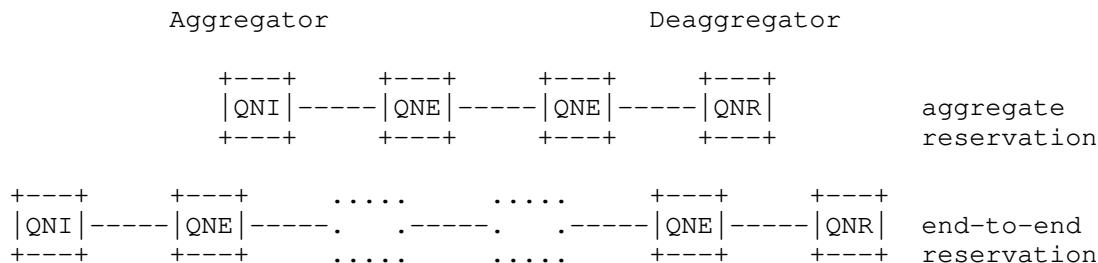 Aggregator                          Deaggregator

                    +---+     +---+     +---+     +---+
                    |QNI|-----|QNE|-----|QNE|-----|QNR|         aggregate
                    +---+     +---+     +---+     +---+         reservation

      +---+     +---+     .....     .....     +---+     +---+
      |QNI|-----|QNE|-----.   .-----.   .-----|QNE|-----|QNR|   end-to-end
      +---+     +---+     .....     .....     +---+     +---+   reservation